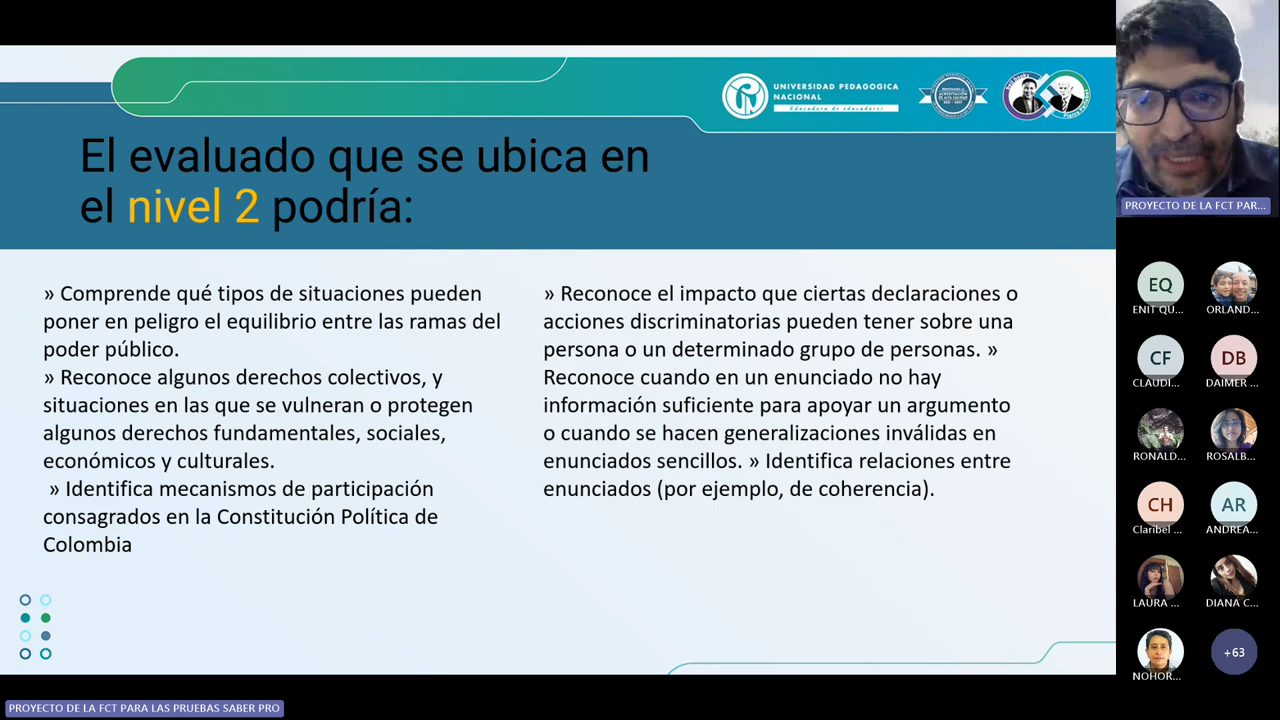 UNIVERSIDAD PEDAGOGICA
NACIONAL
Educadora de educadores
El evaluado que se ubica en
el nivel 2 podría:
» Comprende qué tipos de situaciones pueden
poner en peligro el equilibrio entre las ramas del
poder público.
» Reconoce algunos derechos colectivos, y
situaciones en las que se vulneran o protegen
algunos derechos fundamentales, sociales,
económicos y culturales.
» Identifica mecanismos de participación
consagrados en la Constitución Política de
Colombia
» Reconoce el impacto que ciertas declaraciones o
acciones discriminatorias pueden tener sobre una
persona o un determinado grupo de personas. »
Reconoce cuando en un enunciado no hay
información suficiente para apoyar un argumento
o cuando se hacen generalizaciones inválidas en
enunciados sencillos. » Identifica relaciones entre
enunciados (por ejemplo, de coherencia).
PROYECTO DE LA FCT PAR...
EQ
ENIT QU...
ORLAND...
CF
CLAUDI...
DB
DAIMER ...
RONALD...
ROSALB...
CH
Claribel ...
AR
ANDREA...
LAURA ...
DIANA C...
NOHOR...
+63
PROYECTO DE LA FCT PARA LAS PRUEBAS SABER PRO